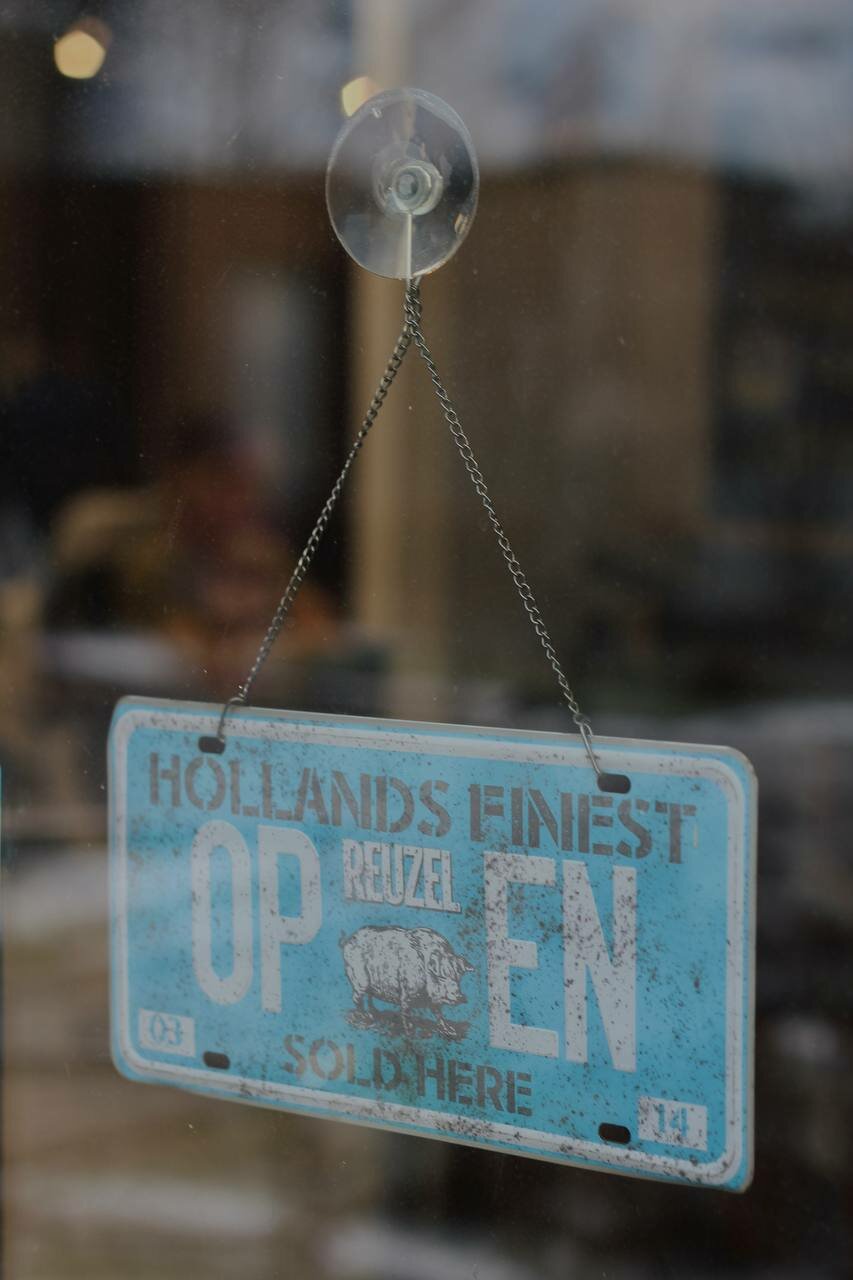 HOLLANDS FINEST
OP REUZEL EN
03 SOLD HERE 14